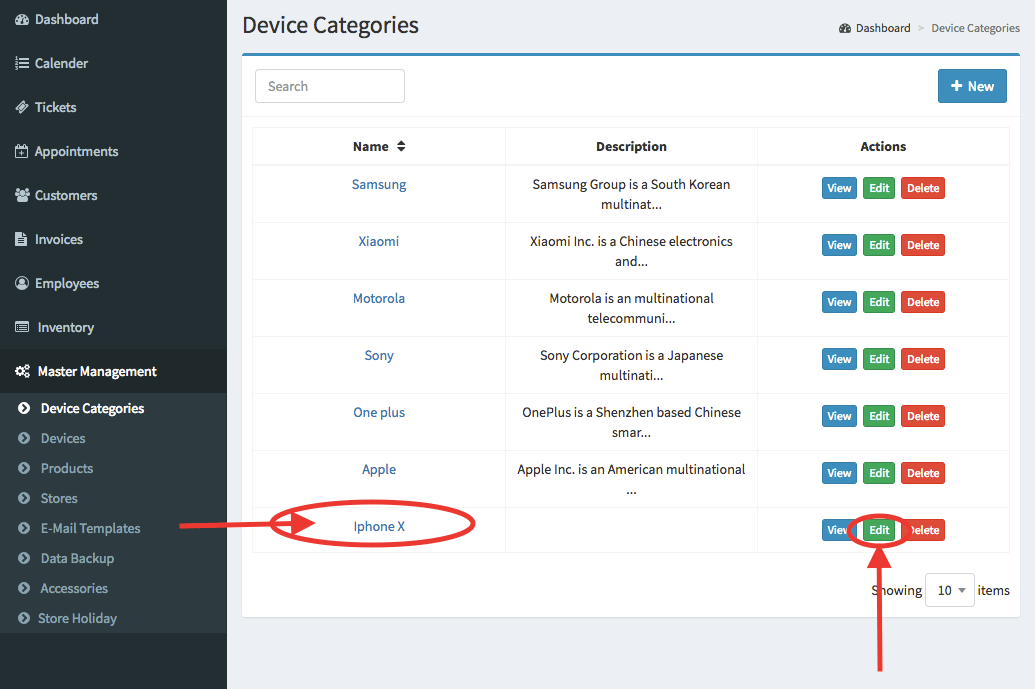 Dashboard
Calender
Tickets
Appointments
Customers
Invoices
Employees
Inventory
Master Management
Device Categories
Devices
Products
Stores
E-Mail Templates
Data Backup
Accessories
Store Holiday
Device Categories
Dashboard > Device Categories
Search
+ New
Name Description Actions
Samsung
Samsung Group is a South Korean
multinat...
View Edit Delete
Xiaomi
Xiaomi Inc. is a Chinese electronics
and...
View Edit Delete
Motorola
Motorola is an multinational
telecommuni...
View Edit Delete
Sony
Sony Corporation is a Japanese
multinati...
View Edit Delete
One plus
OnePlus is a Shenzhen based Chinese
smar...
View Edit Delete
Apple
Apple Inc. is an American multinational
...
View Edit Delete
Iphone X
View Edit Delete
Showing 10 items